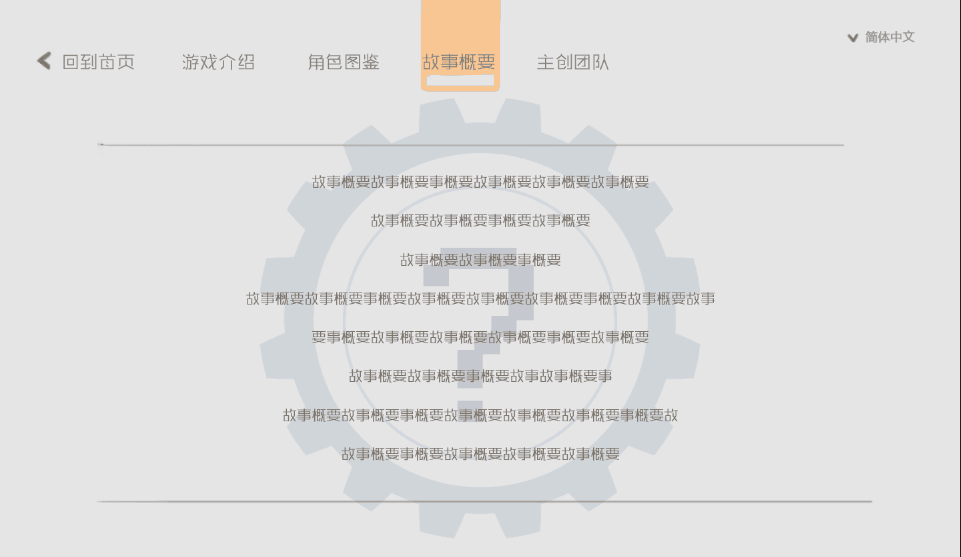 回到首页 游戏介绍 角色图鉴 故事概要 主创团队
简体中文
故事概要故事概要事概要故事概要故事概要故事概要
故事概要故事概要事概要故事概要
故事概要故事概要事概要
故事概要故事概要事概要故事概要故事概要故事概要事概要故事概要故事
要事概要故事概要故事概要故事概要事概要故事概要
故事概要故事概要事概要故事故事概要事
故事概要故事概要事概要故事概要故事概要故事概要事概要故
故事概要事概要故事概要故事概要故事概要